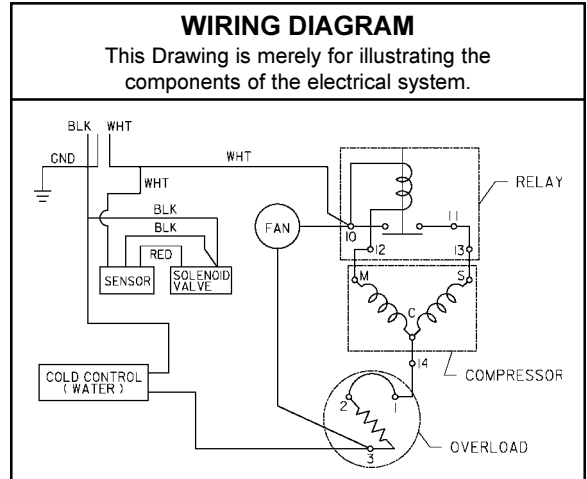 WIRING DIAGRAM
This Drawing is merely for illustrating the
components of the electrical system.
BLK WHT
GND
WHT
WHT
BLK
BLK
RED
SENSOR
SOLENOID
VALVE
FAN
RELAY
10
11
12
13
M
S
C
14
COMPRESSOR
COLD CONTROL
( WATER )
2
1
3
OVERLOAD